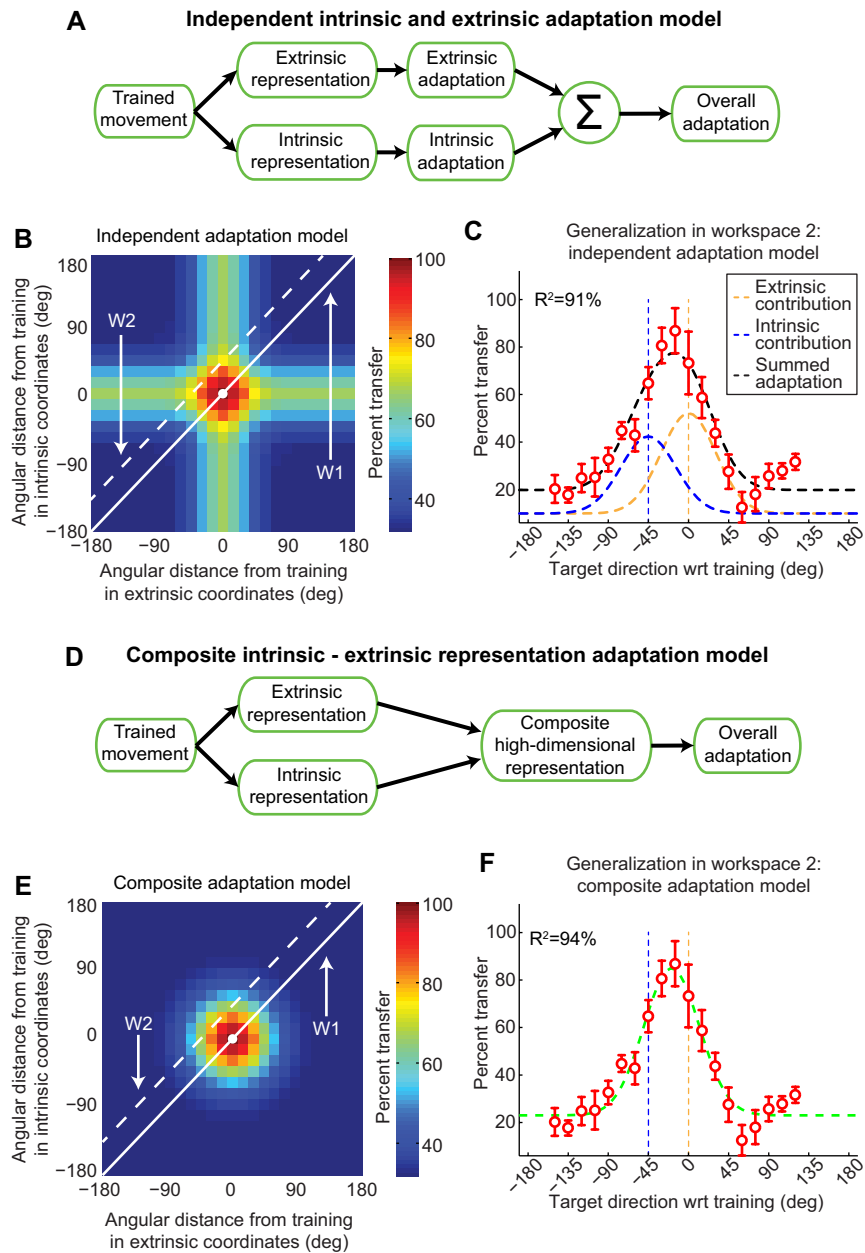 A
Independent intrinsic and extrinsic adaptation model
Trained
movement
Extrinsic
representation
Extrinsic
adaptation
Intrinsic
representation
Intrinsic
adaptation
Σ
Overall
adaptation
B
Independent adaptation model
Angular distance from training
in intrinsic coordinates (deg)
180
90
0
−90
−180
W2
W1
−180
−90
0
90
180
Angular distance from training
in extrinsic coordinates (deg)
Percent transfer
100
80
60
40
C
Generalization in workspace 2:
independent adaptation model
R²=91%
Extrinsic
contribution
Intrinsic
contribution
Summed
adaptation
Percent transfer
100
80
60
40
20
−180
−135
−90
−45
0
45
90
135
180
Target direction wrt training (deg)
D
Composite intrinsic - extrinsic representation adaptation model
Trained
movement
Extrinsic
representation
Intrinsic
representation
Composite
high-dimensional
representation
Overall
adaptation
E
Composite adaptation model
Angular distance from training
in intrinsic coordinates (deg)
180
90
0
−90
−180
W2
W1
−180
−90
0
90
180
Angular distance from training
in extrinsic coordinates (deg)
Percent transfer
100
80
60
40
F
Generalization in workspace 2:
composite adaptation model
R²=94%
Percent transfer
100
80
60
40
20
−180
−135
−90
−45
0
45
90
135
180
Target direction wrt training (deg)